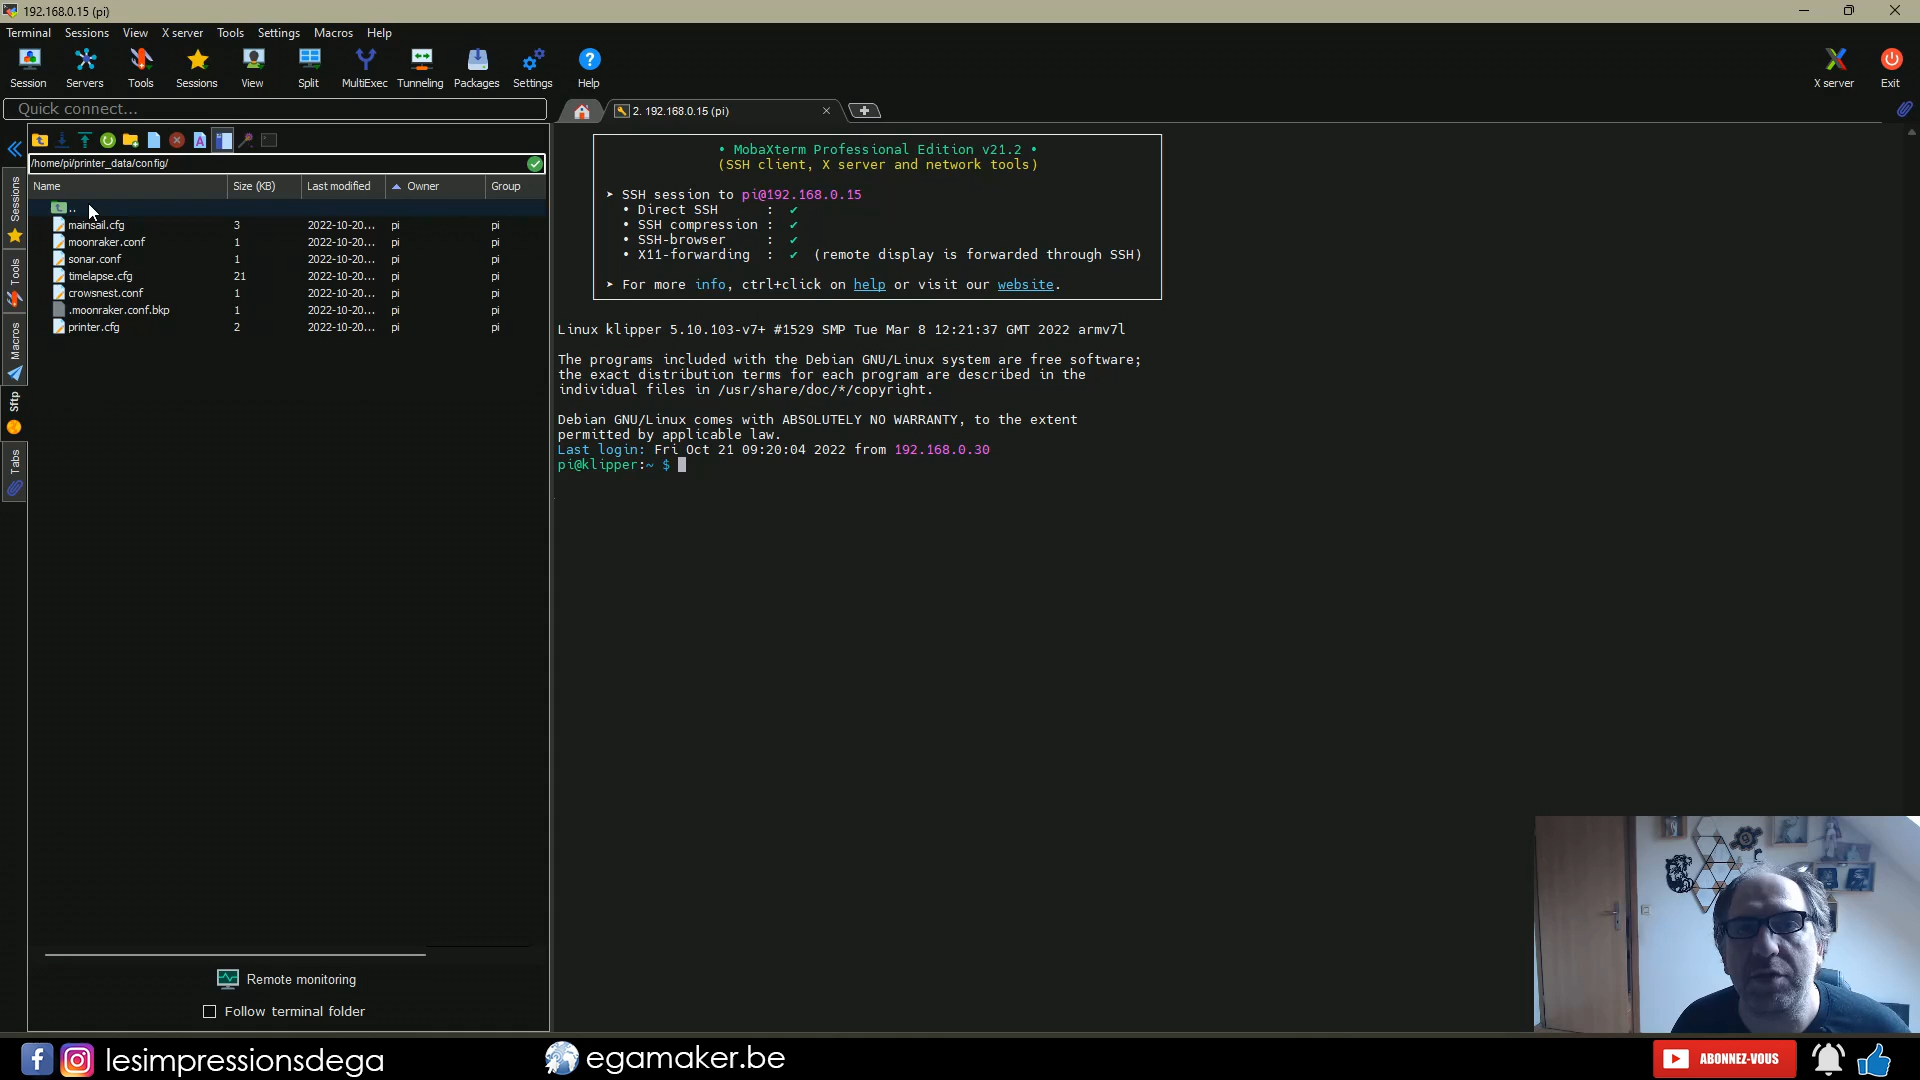 192.168.0.15 (pi)
Terminal Sessions View X server Tools Settings Macros Help
Session Servers Tools Sessions View Split MultiExec Tunneling Packages Settings Help X server Exit
Quick connect...
2. 192.168.0.15 (pi)
/home/pi/printer_data/config/
Name Size (KB) Last modified Owner Group
..
mainsail.cfg 3 2022-10-20... pi pi
moonraker.conf 1 2022-10-20... pi pi
sonar.conf 1 2022-10-20... pi pi
timelapse.cfg 21 2022-10-20... pi pi
crowsnest.conf 1 2022-10-20... pi pi
.moonraker.conf.bkp 1 2022-10-20... pi pi
printer.cfg 2 2022-10-20... pi pi
Sessions
Tools
Macros
Sftp
Tabs
Remote monitoring
Follow terminal folder
• MobaXterm Professional Edition v21.2 •
(SSH client, X server and network tools)
➤ SSH session to pi@192.168.0.15
• Direct SSH : ✔
• SSH compression : ✔
• SSH-browser : ✔
• X11-forwarding : ✔ (remote display is forwarded through SSH)
➤ For more info, ctrl+click on help or visit our website.
Linux klipper 5.10.103-v7+ #1529 SMP Tue Mar 8 12:21:37 GMT 2022 armv7l
The programs included with the Debian GNU/Linux system are free software;
the exact distribution terms for each program are described in the
individual files in /usr/share/doc/*/copyright.
Debian GNU/Linux comes with ABSOLUTELY NO WARRANTY, to the extent
permitted by applicable law.
Last login: Fri Oct 21 09:20:04 2022 from 192.168.0.30
pi@klipper:~ $
lesimpressionsdega
egamaker.be
ABONNEZ-VOUS